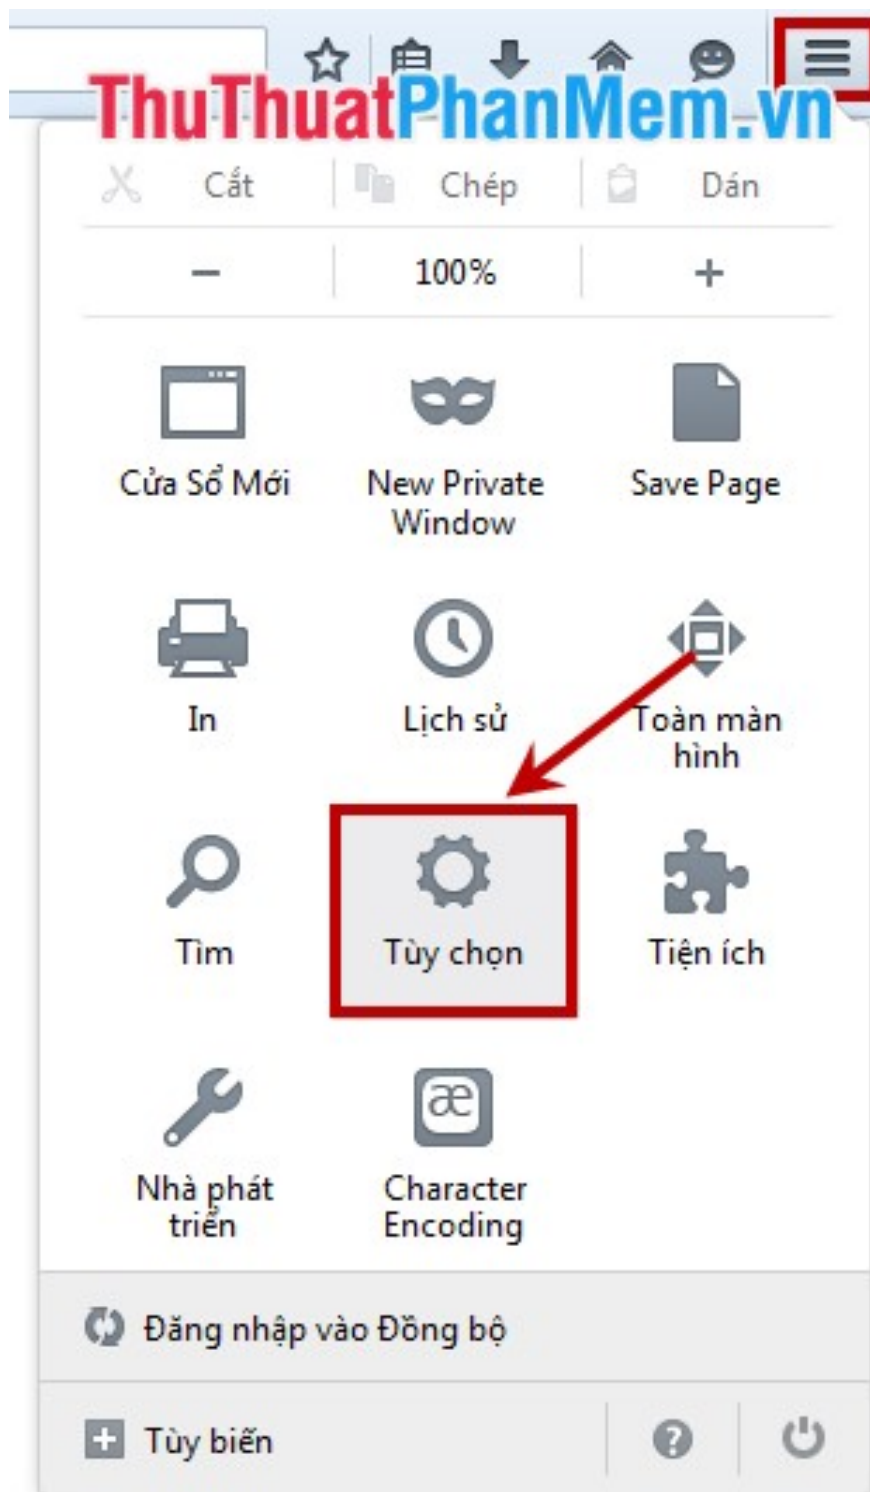 ThuThuatPhanMem.vn
Cắt Chép Dán
− 100% +
Cửa Sổ Mới New Private Save Page
Window
In Lịch sử Toàn màn
hình
Tìm Tùy chọn Tiện ích
æ
Nhà phát Character
triển Encoding
Đăng nhập vào Đồng bộ
Tùy biến ?